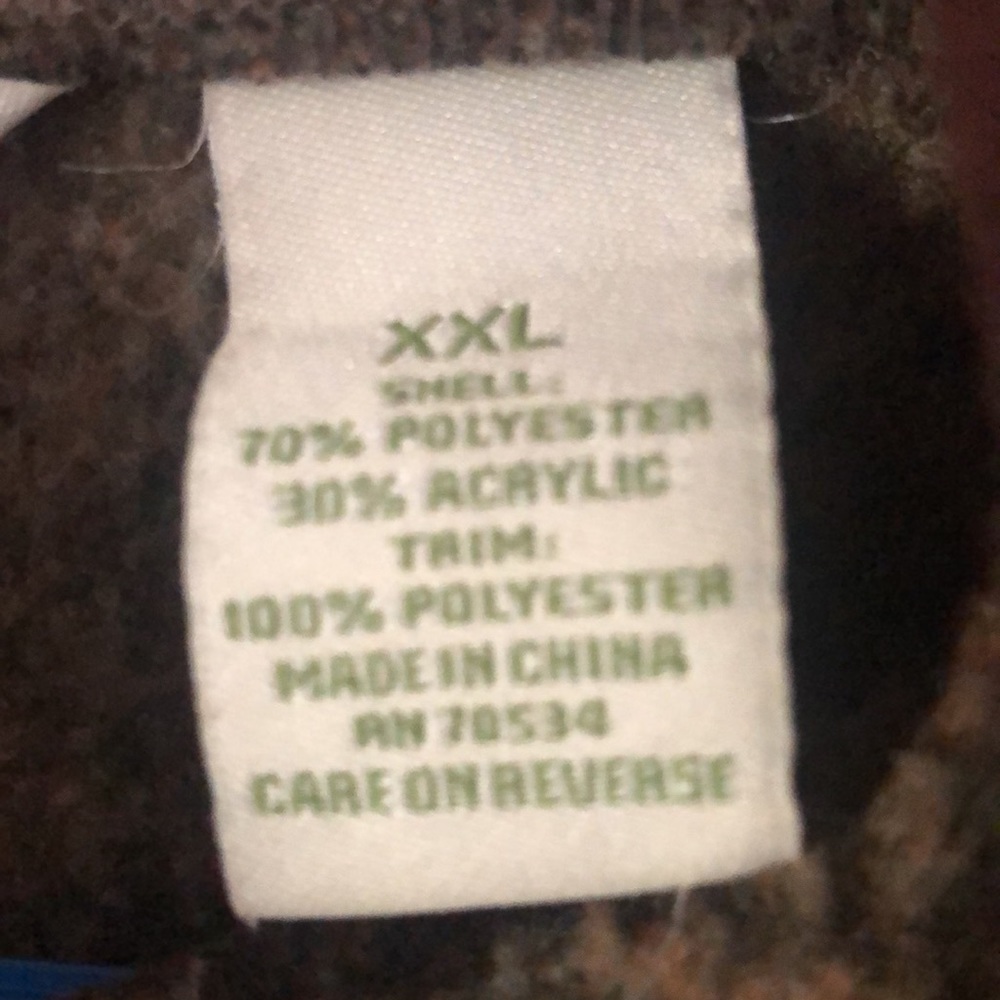 XXL
SHELL:
70% POLYESTER
30% ACRYLIC
TRIM:
100% POLYESTER
MADE IN CHINA
RN 70534
CARE ON REVERSE